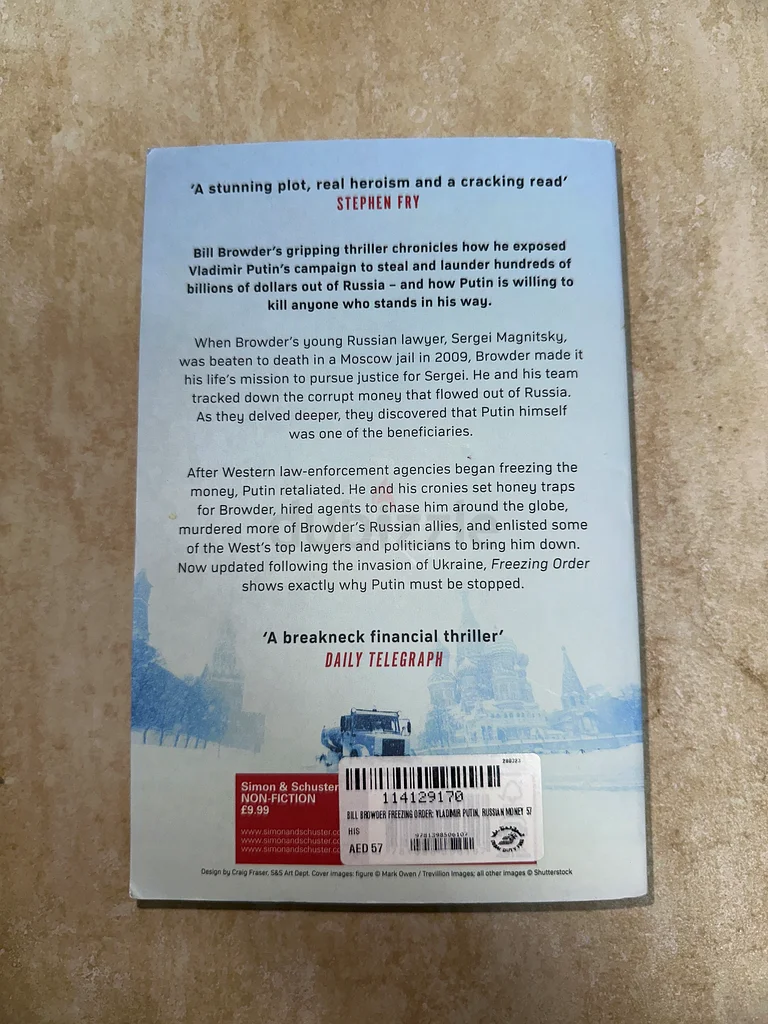 ‘A stunning plot, real heroism and a cracking read’
STEPHEN FRY
Bill Browder’s gripping thriller chronicles how he exposed
Vladimir Putin’s campaign to steal and launder hundreds of
billions of dollars out of Russia – and how Putin is willing to
kill anyone who stands in his way.
When Browder’s young Russian lawyer, Sergei Magnitsky,
was beaten to death in a Moscow jail in 2009, Browder made it
his life’s mission to pursue justice for Sergei. He and his team
tracked down the corrupt money that flowed out of Russia.
As they delved deeper, they discovered that Putin himself
was one of the beneficiaries.
After Western law-enforcement agencies began freezing the
money, Putin retaliated. He and his cronies set honey traps
for Browder, hired agents to chase him around the globe,
murdered more of Browder’s Russian allies, and enlisted some
of the West’s top lawyers and politicians to bring him down.
Now updated following the invasion of Ukraine, Freezing Order
shows exactly why Putin must be stopped.
‘A breakneck financial thriller’
DAILY TELEGRAPH
Simon & Schuster
NON-FICTION
£9.99
www.simonandschuster.co
www.simonandschuster.co
www.simonandschuster.co
114129170
BILL BROWDER FREEZING ORDER: VLADIMIR PUTIN, RUSSIAN MONEY 57
HIS
9781398506107
AED 57
Design by Craig Fraser, S&S Art Dept. Cover images: figure © Mark Owen / Trevillion Images; all other images © Shutterstock